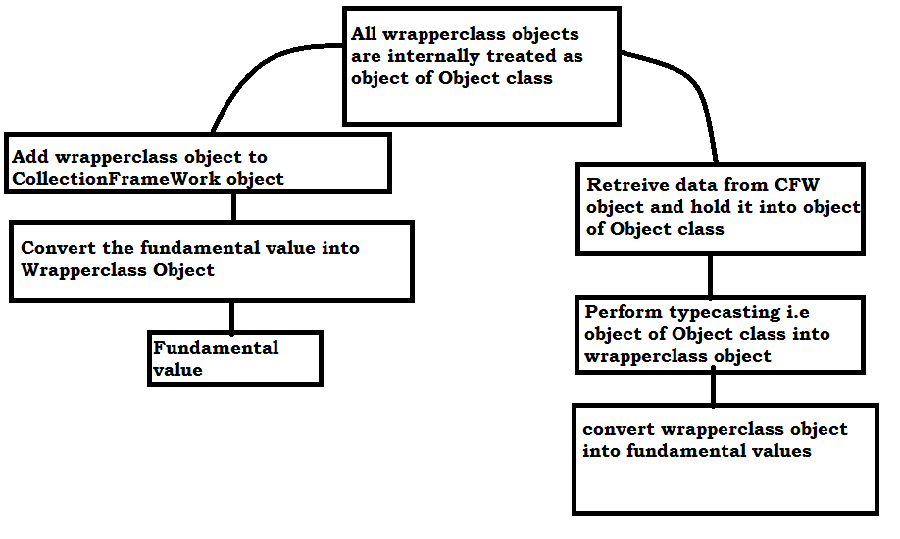 All wrapperclass objects
are internally treated as
object of Object class
Add wrapperclass object to
CollectionFrameWork object
Convert the fundamental value into
Wrapperclass Object
Fundamental
value
Retreive data from CFW
object and hold it into object
of Object class
Perform typecasting i.e
object of Object class into
wrapperclass object
convert wrapperclass object
into fundamental values